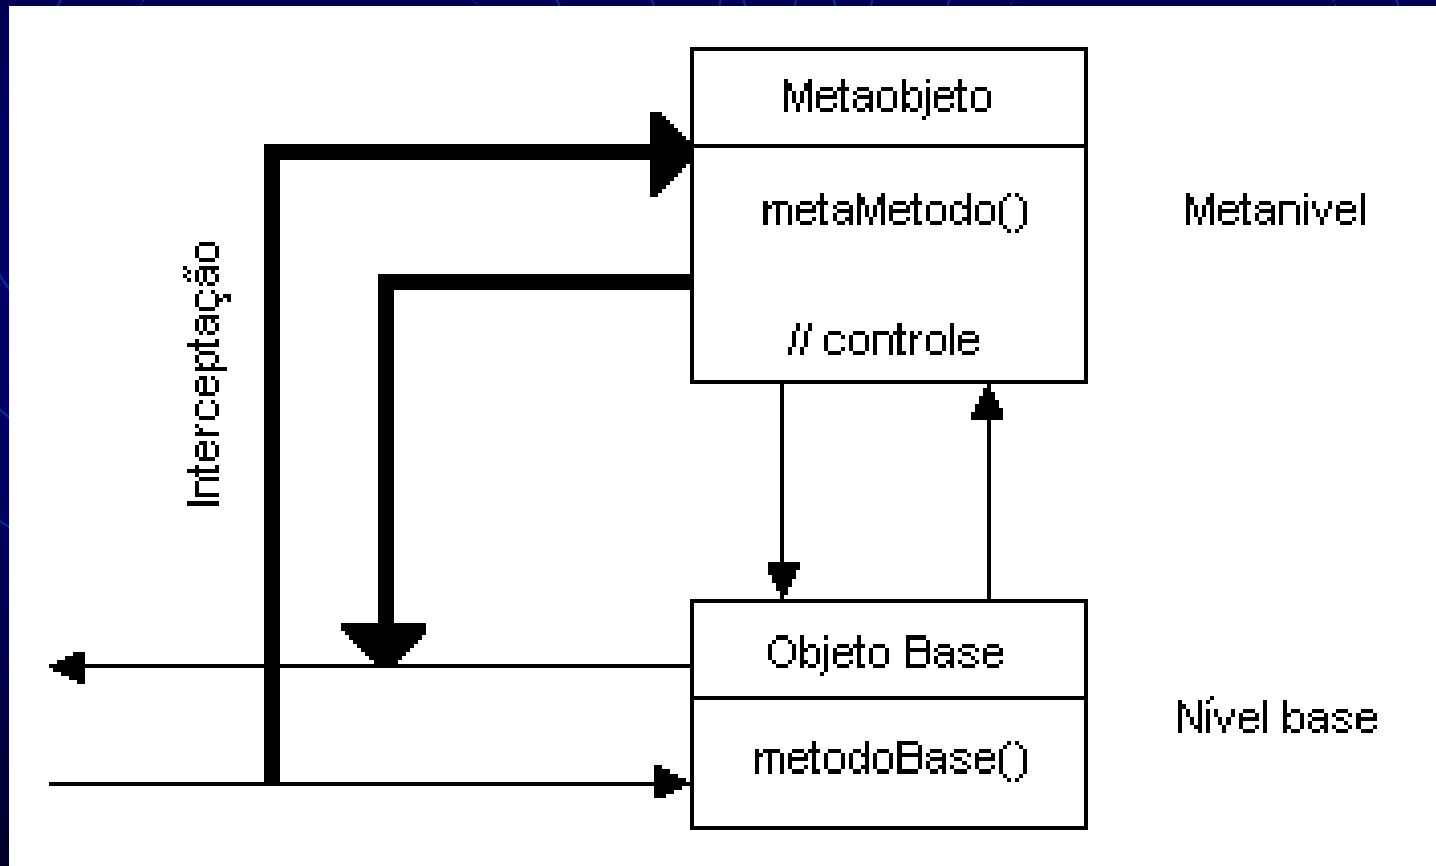 Metaobjeto
metaMetodo()
Metanivel
Interceptação
// controle
Objeto Base
Nível base
metodoBase()